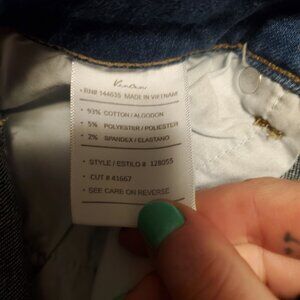 • RN# 144635 MADE IN VIETNAM
• 93% COTTON / ALGODON
• 5% POLYESTER / POLIESTER
• 2% SPANDEX / ELASTANO
• STYLE / ESTILO # 128055
• CUT # 41667
• SEE CARE ON REVERSE